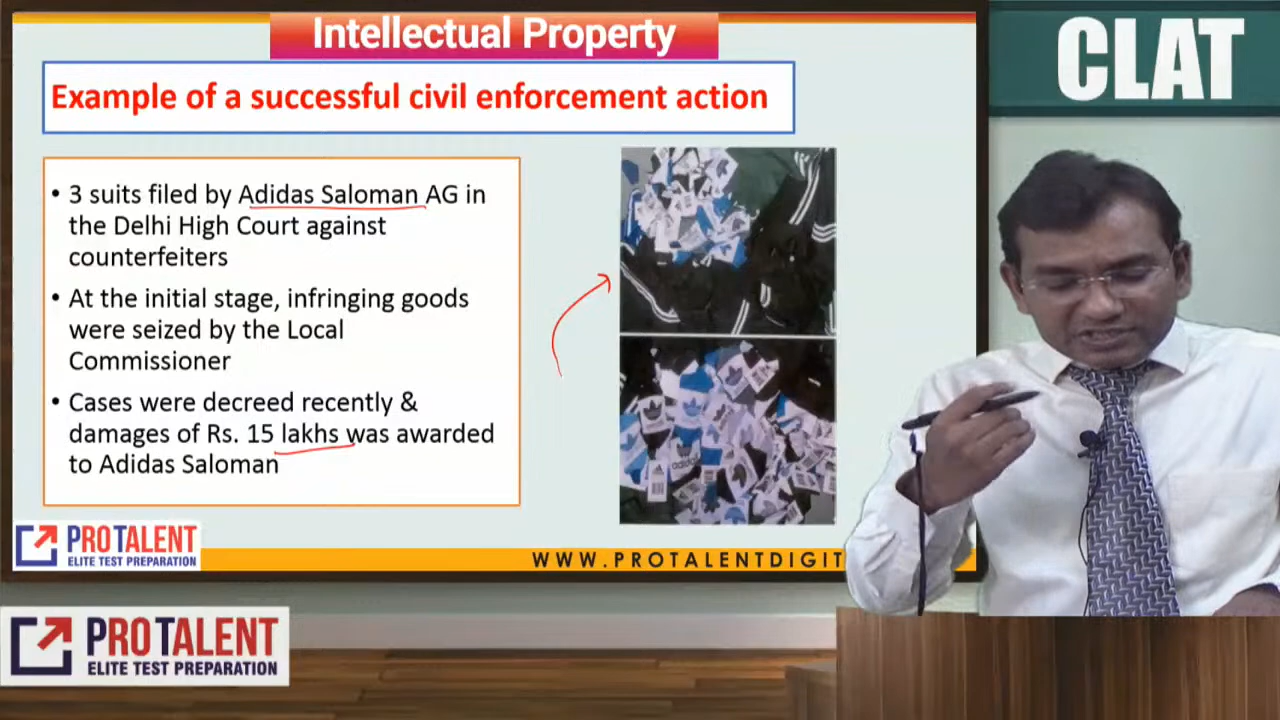 Intellectual Property
CLAT
Example of a successful civil enforcement action
• 3 suits filed by Adidas Saloman AG in
the Delhi High Court against
counterfeiters
• At the initial stage, infringing goods
were seized by the Local
Commissioner
• Cases were decreed recently &
damages of Rs. 15 lakhs was awarded
to Adidas Saloman
adidas
PROTALENT
ELITE TEST PREPARATION
WWW.PROTALENTDIGIT
PROTALENT
ELITE TEST PREPARATION